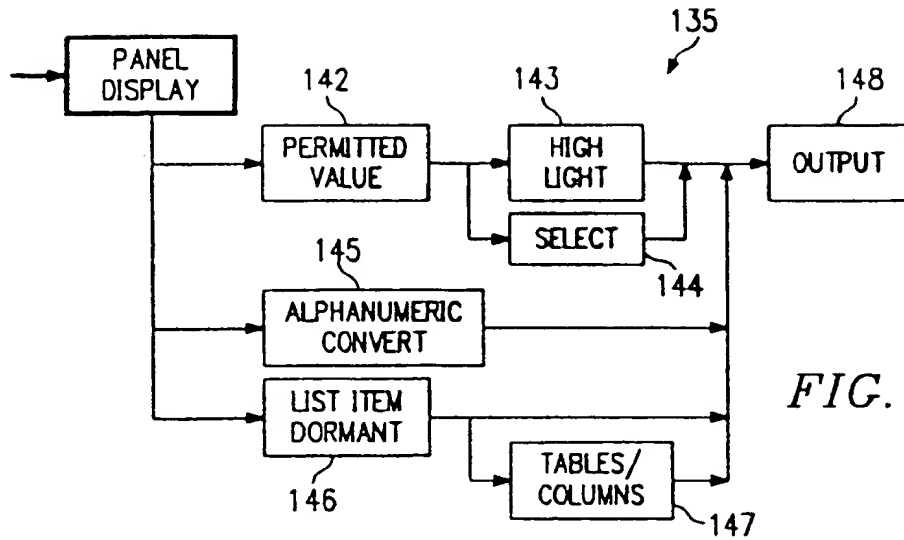 135
PANEL
DISPLAY
142
143
148
PERMITTED
VALUE
HIGH
LIGHT
OUTPUT
SELECT
144
145
ALPHANUMERIC
CONVERT
LIST ITEM
DORMANT
FIG.
146
TABLES/
COLUMNS
147